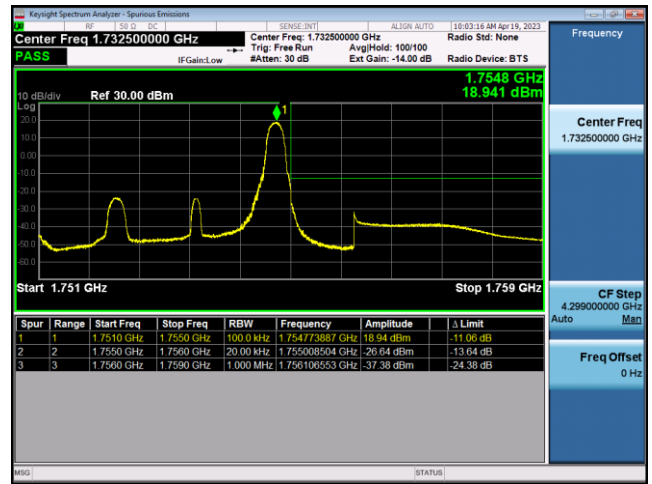 Keysight Spectrum Analyzer - Spurious Emissions
RF 50 Ω DC SENSE:INT ALIGN AUTO 10:03:16 AM Apr 19, 2023
Center Freq 1.732500000 GHz
Center Freq: 1.732500000 GHz Radio Std: None
Trig: Free Run Avg|Hold: 100/100
PASS IFGain:Low #Atten: 30 dB Ext Gain: -14.00 dB Radio Device: BTS
1.7548 GHz
18.941 dBm
10 dB/div Ref 30.00 dBm
Log
1
20.0
10.0
0.00
-10.0
-20.0
-30.0
-40.0
-50.0
-60.0
Start 1.751 GHz Stop 1.759 GHz
Spur Range Start Freq Stop Freq RBW Frequency Amplitude Δ Limit
1 1 1.7510 GHz 1.7550 GHz 100.0 kHz 1.754773887 GHz 18.94 dBm -11.06 dB
2 2 1.7550 GHz 1.7560 GHz 20.00 kHz 1.755008504 GHz -26.64 dBm -13.64 dB
3 3 1.7560 GHz 1.7590 GHz 1.000 MHz 1.756106553 GHz -37.38 dBm -24.38 dB
MSG STATUS
Frequency
Center Freq
1.732500000 GHz
CF Step
4.299000000 GHz
Auto Man
Freq Offset
0 Hz